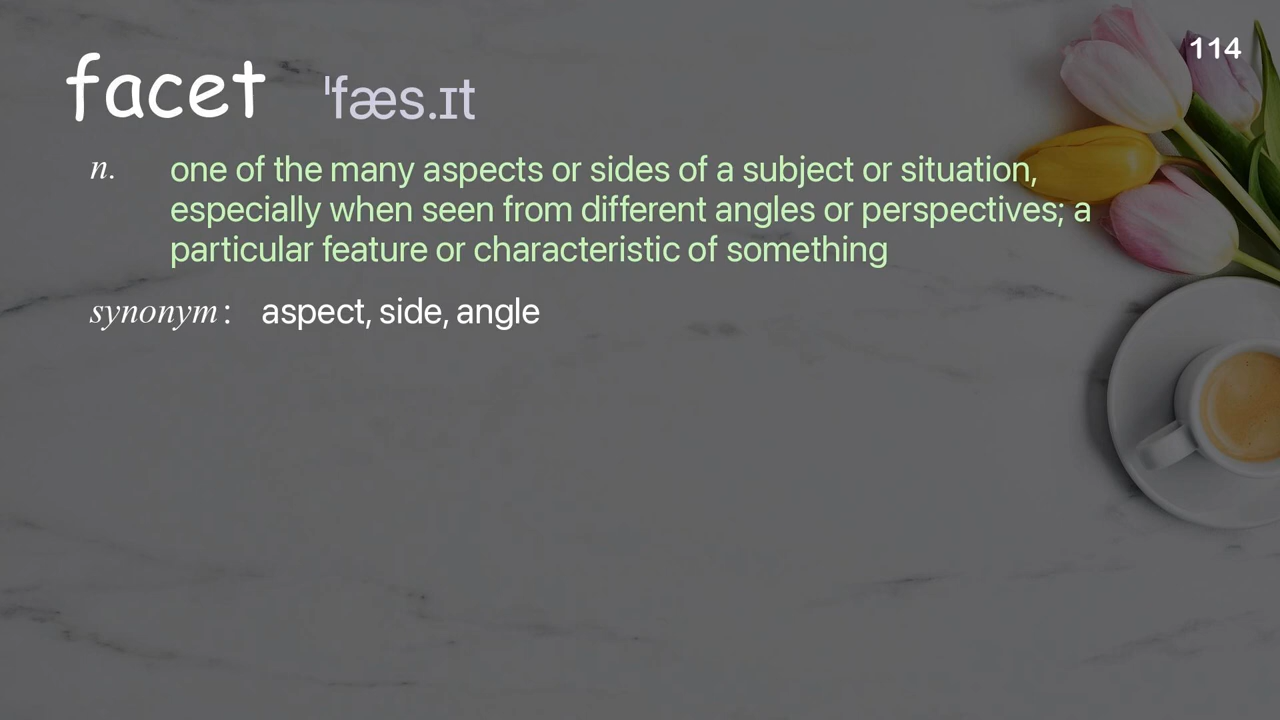 114
facet ˈfæs.ɪt
n. one of the many aspects or sides of a subject or situation,
especially when seen from different angles or perspectives; a
particular feature or characteristic of something
synonym: aspect, side, angle